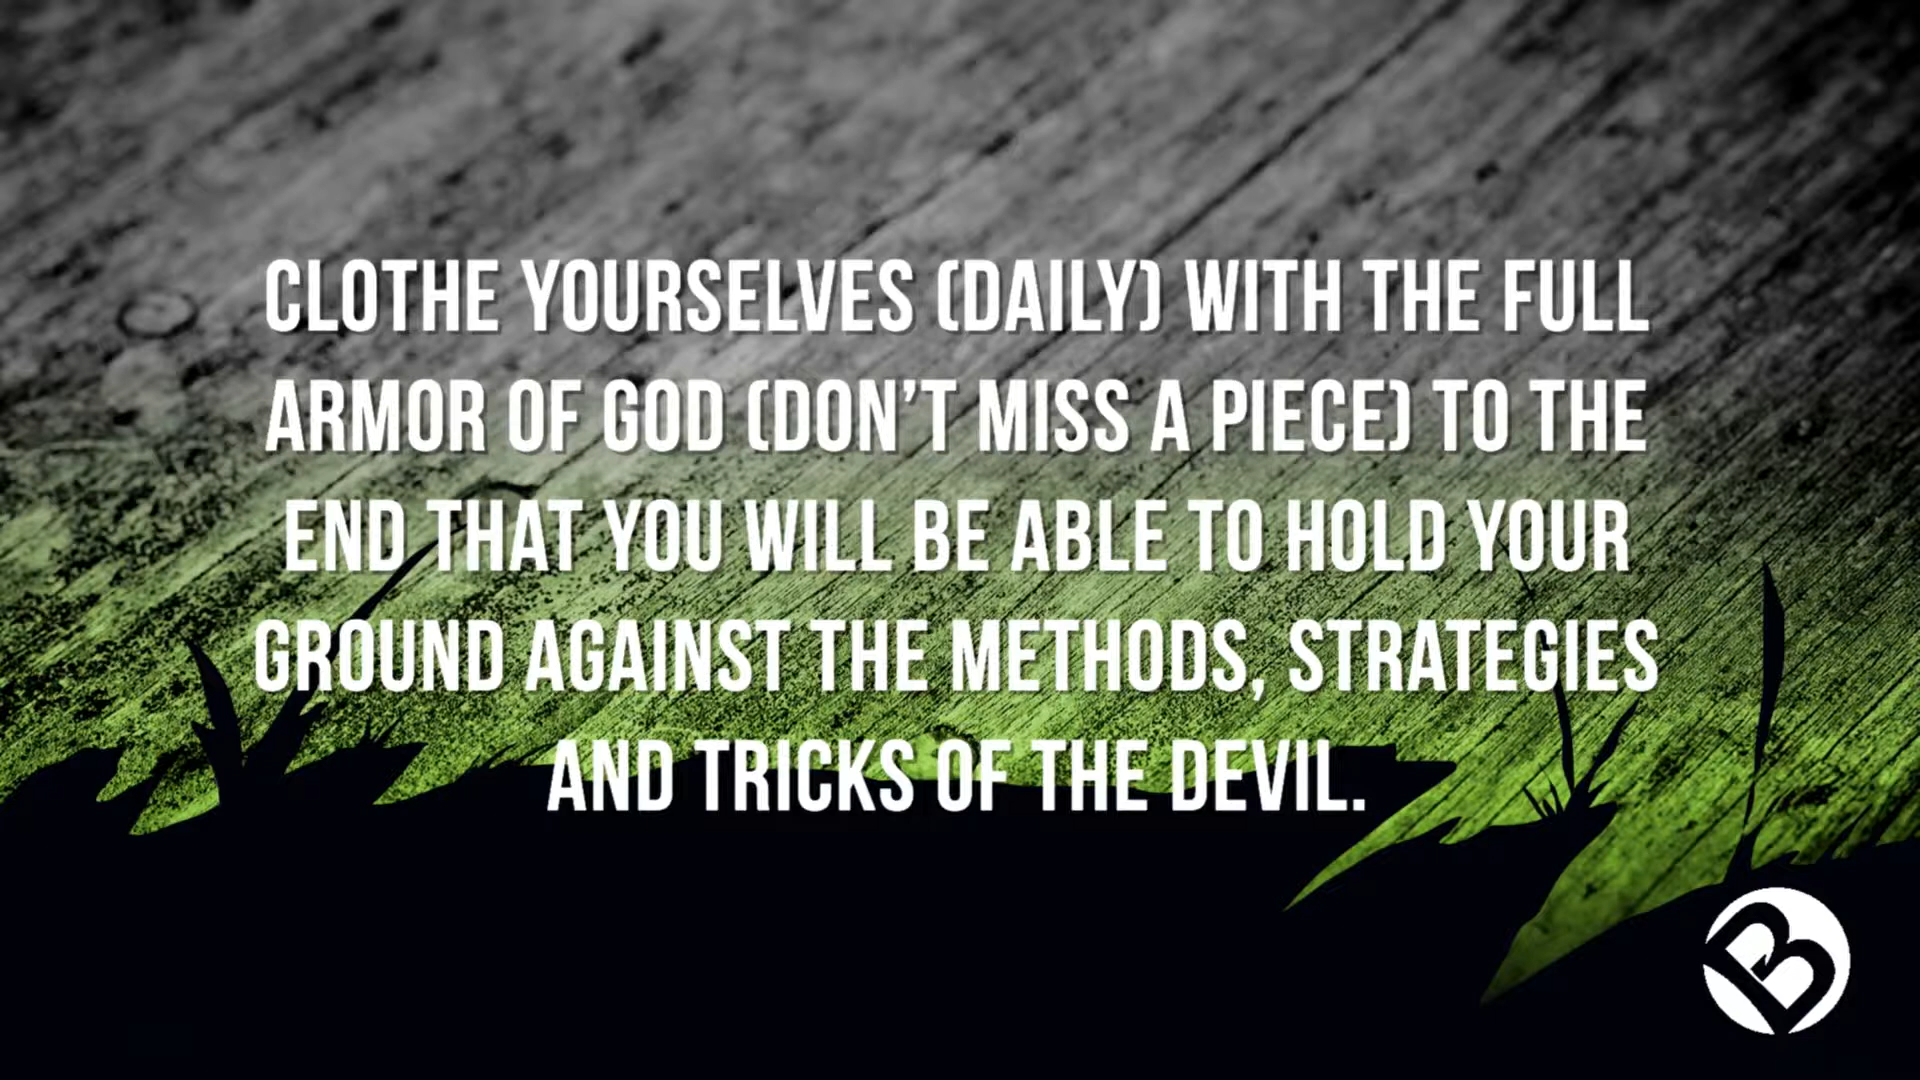 CLOTHE YOURSELVES (DAILY) WITH THE FULL
ARMOR OF GOD (DON’T MISS A PIECE) TO THE
END THAT YOU WILL BE ABLE TO HOLD YOUR
GROUND AGAINST THE METHODS, STRATEGIES
AND TRICKS OF THE DEVIL.
B